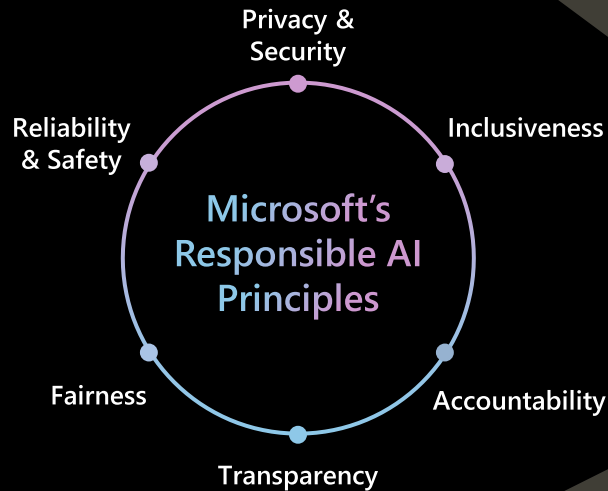 Privacy &
Security
Reliability
& Safety
Inclusiveness
Microsoft's
Responsible AI
Principles
Fairness
Accountability
Transparency